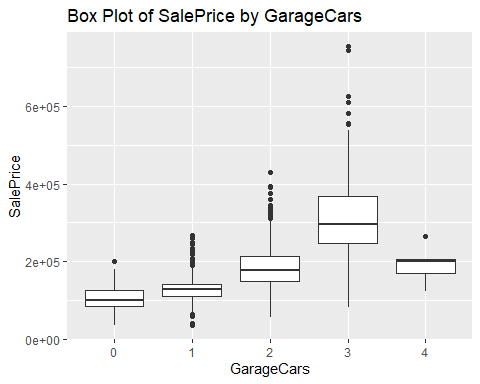 Box Plot of SalePrice by GarageCars
SalePrice
6e+05
4e+05
2e+05
0e+00
0 1 2 3 4
GarageCars